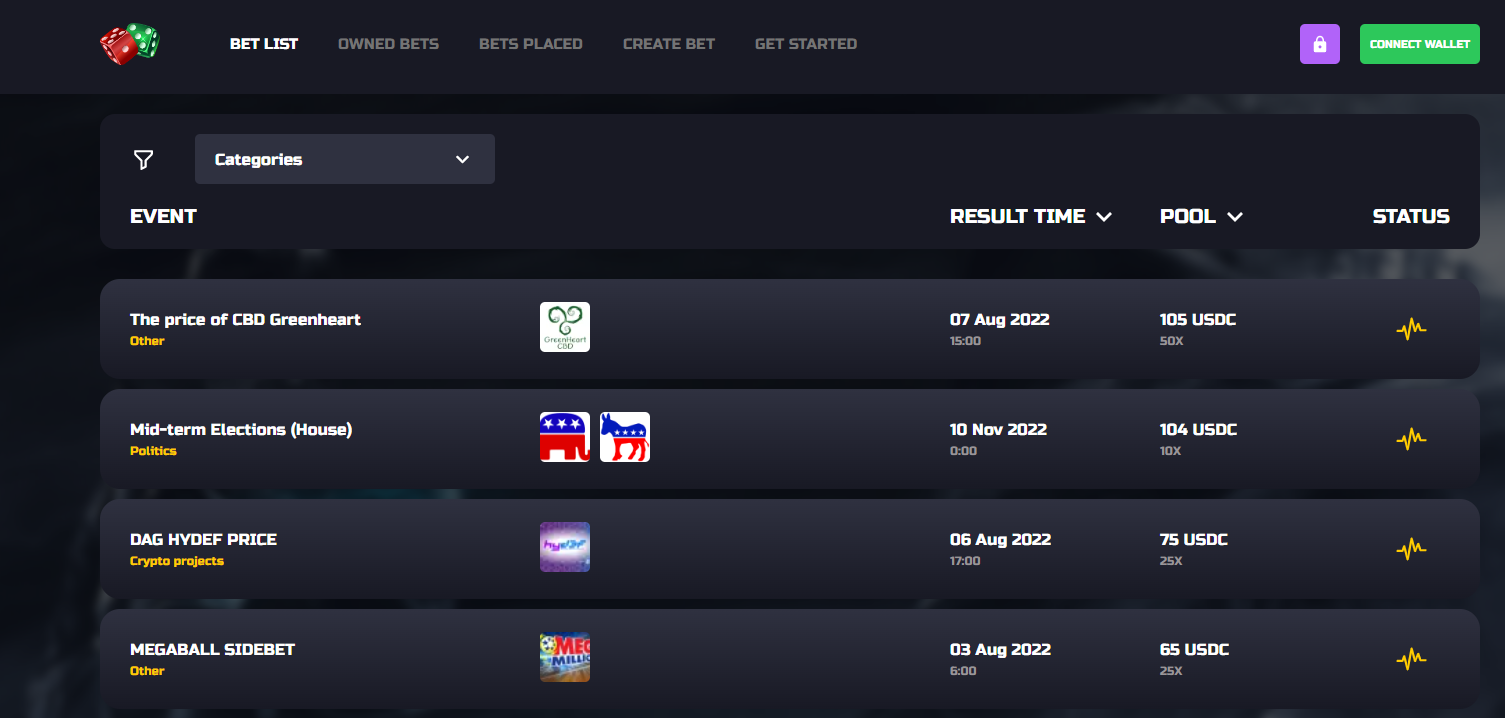 BET LIST OWNED BETS BETS PLACED CREATE BET GET STARTED CONNECT WALLET
Categories
EVENT RESULT TIME POOL STATUS
The price of CBD Greenheart 07 Aug 2022 105 USDC
Other 15:00 50X
GreenHeart
CBD
Mid-term Elections (House) 10 Nov 2022 104 USDC
Politics 0:00 10X
DAG HYDEF PRICE 06 Aug 2022 75 USDC
Crypto projects 17:00 25X
hydef
MEGABALL SIDEBET 03 Aug 2022 65 USDC
Other 6:00 25X
MEG
MILLI